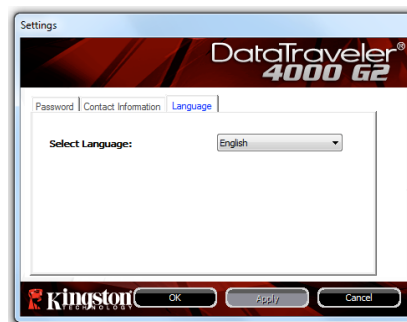 Settings
DataTraveler®
4000 G2
Password Contact Information Language
Select Language: English
Kingston
TECHNOLOGY
OK Apply Cancel